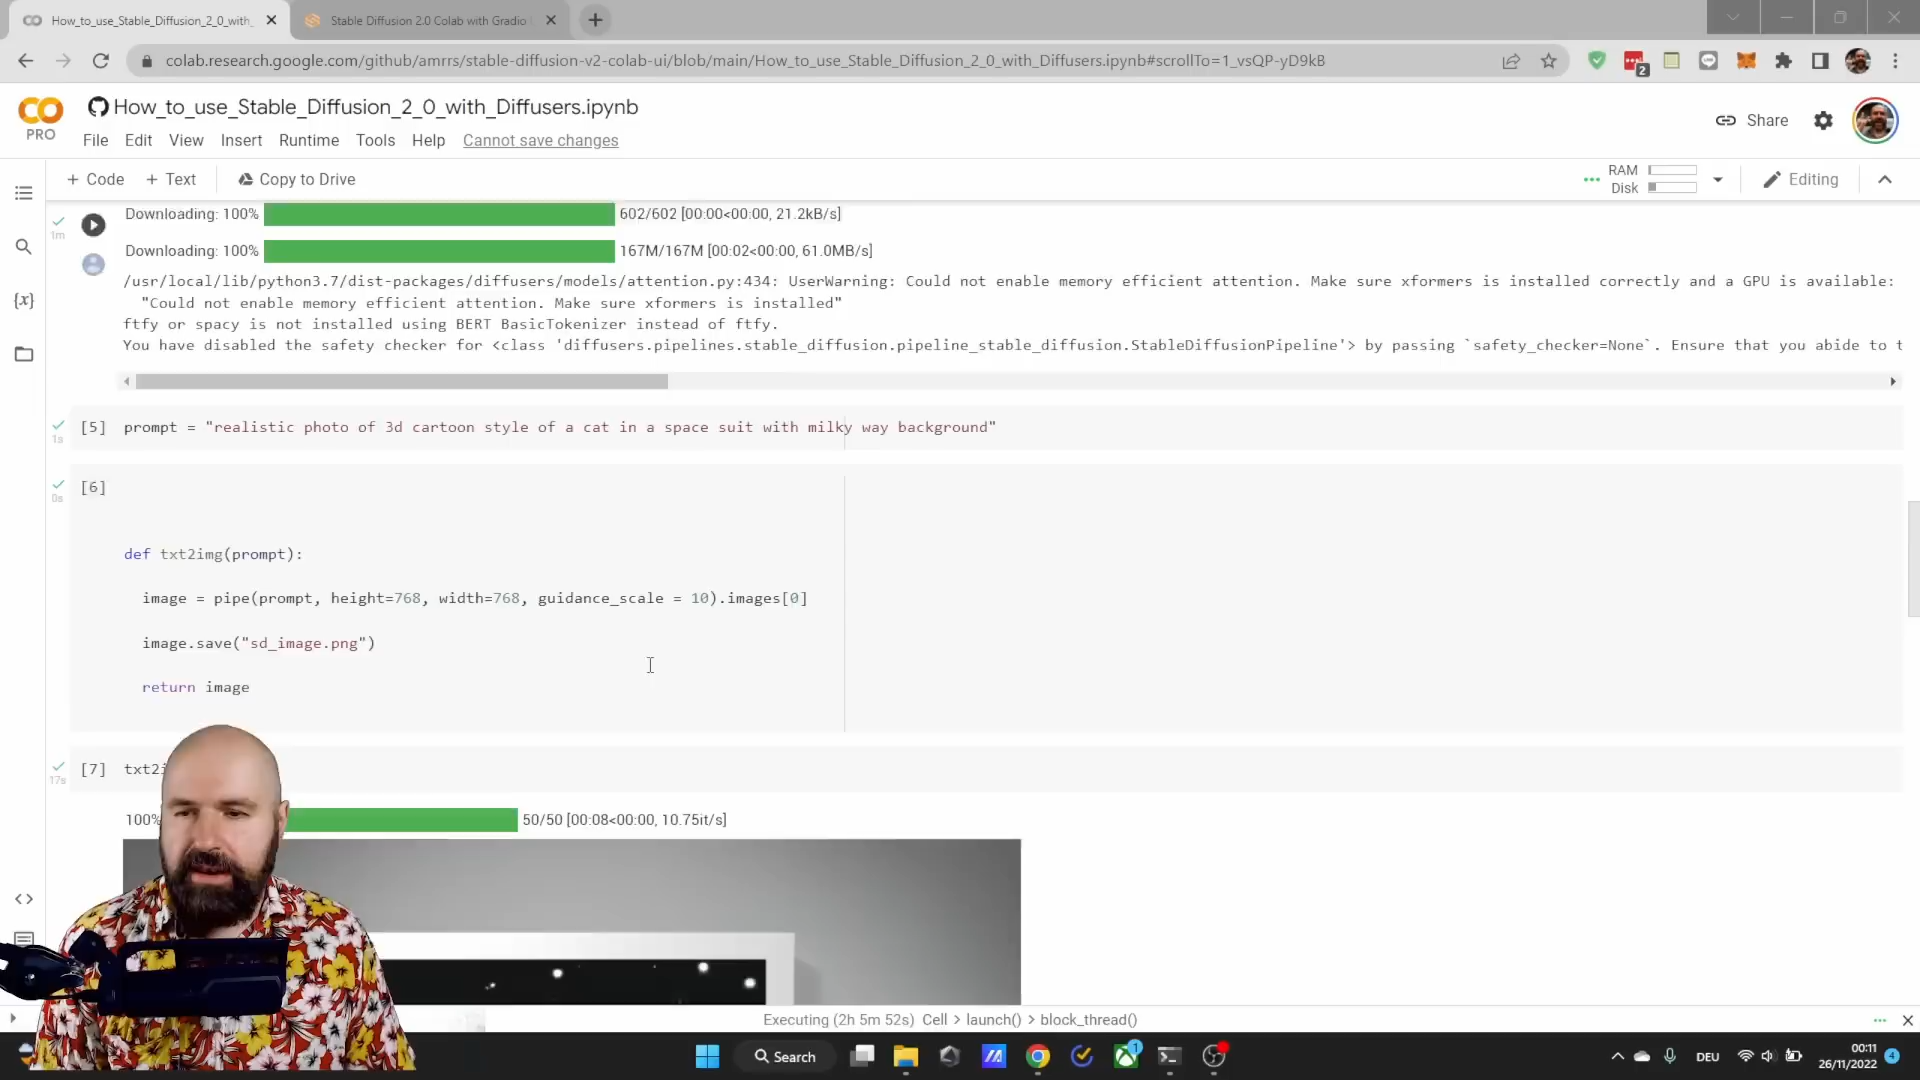 How_to_use_Stable_Diffusion_2_0_with_
Stable Diffusion 2.0 Colab with Gradio
colab.research.google.com/github/amrrs/stable-diffusion-v2-colab-ui/blob/main/How_to_use_Stable_Diffusion_2_0_with_Diffusers.ipynb#scrollTo=1_vsQP-yD9kB
2
PRO
How_to_use_Stable_Diffusion_2_0_with_Diffusers.ipynb
Share
File Edit View Insert Runtime Tools Help Cannot save changes
+ Code + Text Copy to Drive
RAM
Disk
Editing
1m
Downloading: 100% 602/602 [00:00<00:00, 21.2kB/s]
Downloading: 100% 167M/167M [00:02<00:00, 61.0MB/s]
{x}
/usr/local/lib/python3.7/dist-packages/diffusers/models/attention.py:434: UserWarning: Could not enable memory efficient attention. Make sure xformers is installed correctly and a GPU is available:
"Could not enable memory efficient attention. Make sure xformers is installed"
ftfy or spacy is not installed using BERT BasicTokenizer instead of ftfy.
You have disabled the safety checker for <class 'diffusers.pipelines.stable_diffusion.pipeline_stable_diffusion.StableDiffusionPipeline'> by passing `safety_checker=None`. Ensure that you abide to t
1s
[5] prompt = "realistic photo of 3d cartoon style of a cat in a space suit with milky way background"
0s
[6]
def txt2img(prompt):
image = pipe(prompt, height=768, width=768, guidance_scale = 10).images[0]
image.save("sd_image.png")
return image
17s
[7] txt2i
100% 50/50 [00:08<00:00, 10.75it/s]
Executing (2h 5m 52s) Cell > launch() > block_thread()
Search
1
DEU
00:11
26/11/2022
4